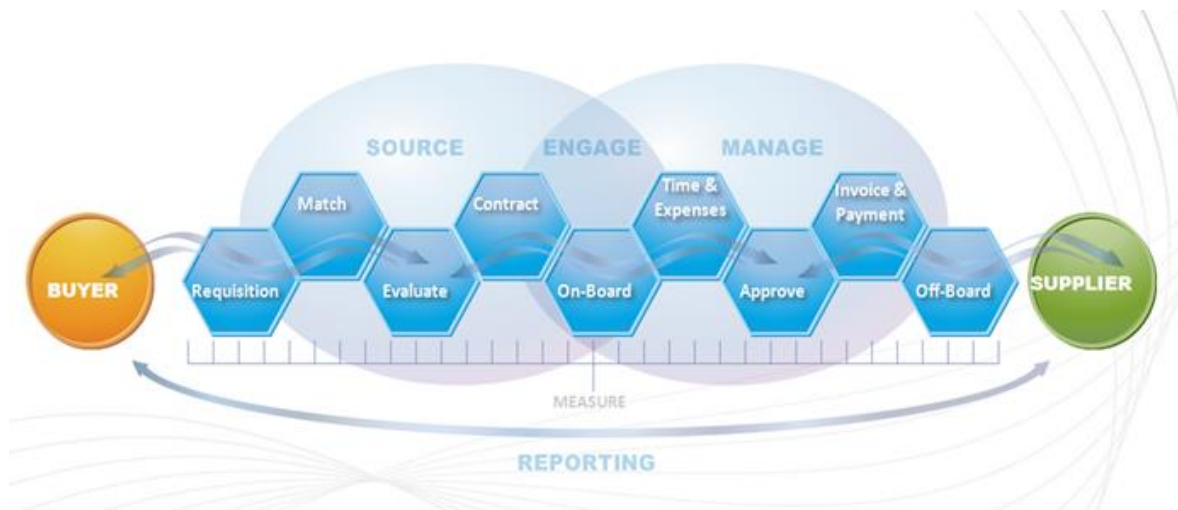 SOURCE
ENGAGE
MANAGE
Match
Contract
Time &
Expenses
Invoice &
Payment
BUYER
Requisition
Evaluate
On-Board
Approve
Off-Board
SUPPLIER
MEASURE
REPORTING